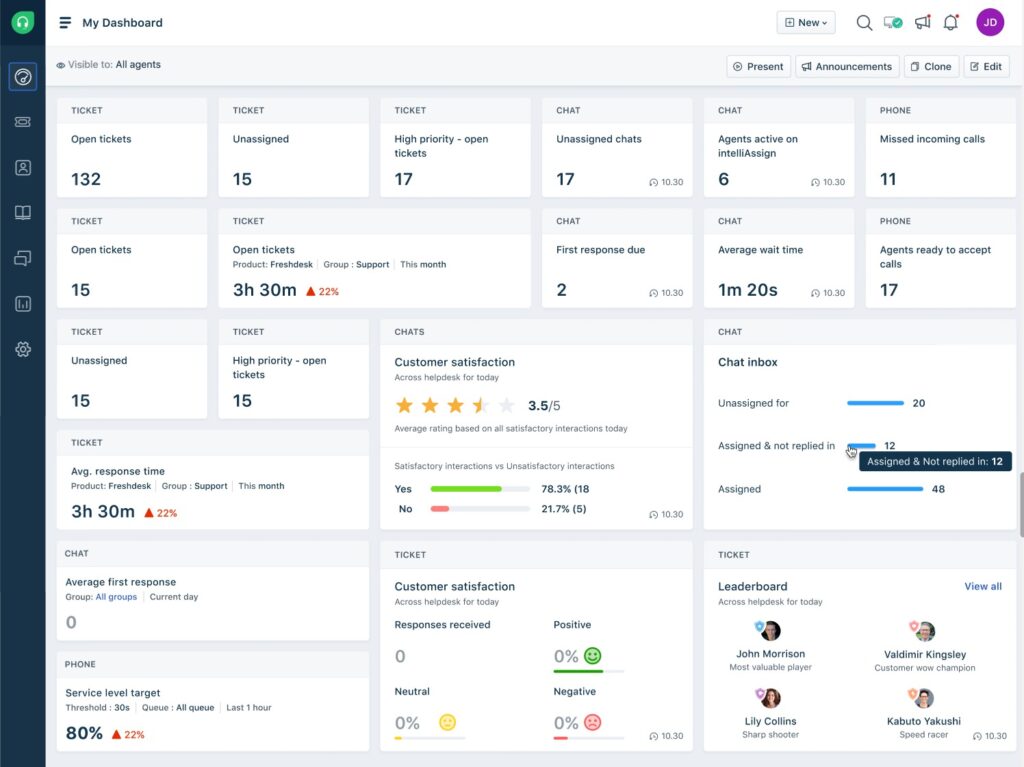 My Dashboard
New
JD
Visible to: All agents
Present
Announcements
Clone
Edit
TICKET
Open tickets
132
TICKET
Unassigned
15
TICKET
High priority - open
tickets
17
CHAT
Unassigned chats
17
10.30
CHAT
Agents active on
intelliAssign
6
10.30
PHONE
Missed incoming calls
11
TICKET
Open tickets
15
TICKET
Open tickets
Product: Freshdesk Group : Support This month
3h 30m 22%
CHAT
First response due
2
10.30
CHAT
Average wait time
1m 20s
10.30
PHONE
Agents ready to accept
calls
17
TICKET
Unassigned
15
TICKET
High priority - open
tickets
15
CHATS
Customer satisfaction
Across helpdesk for today
3.5/5
Average rating based on all satisfactory interactions today
Satisfactory interactions vs Unsatisfactory interactions
Yes 78.3% (18
No 21.7% (5)
10.30
CHAT
Chat inbox
Unassigned for 20
Assigned & not replied in 12
Assigned & Not replied in: 12
Assigned 48
TICKET
Avg. response time
Product: Freshdesk Group : Support This month
3h 30m 22%
CHAT
Average first response
Group: All groups Current day
0
PHONE
Service level target
Threshold : 30s Queue : All queue Last 1 hour
80% 22%
TICKET
Customer satisfaction
Across helpdesk for today
Responses received
0
Positive
0%
Neutral
0%
Negative
0%
10.30
TICKET
Leaderboard
View all
Across helpdesk for today
John Morrison
Most valuable player
Valdimir Kingsley
Customer wow champion
Lily Collins
Sharp shooter
Kabuto Yakushi
Speed racer
10.30